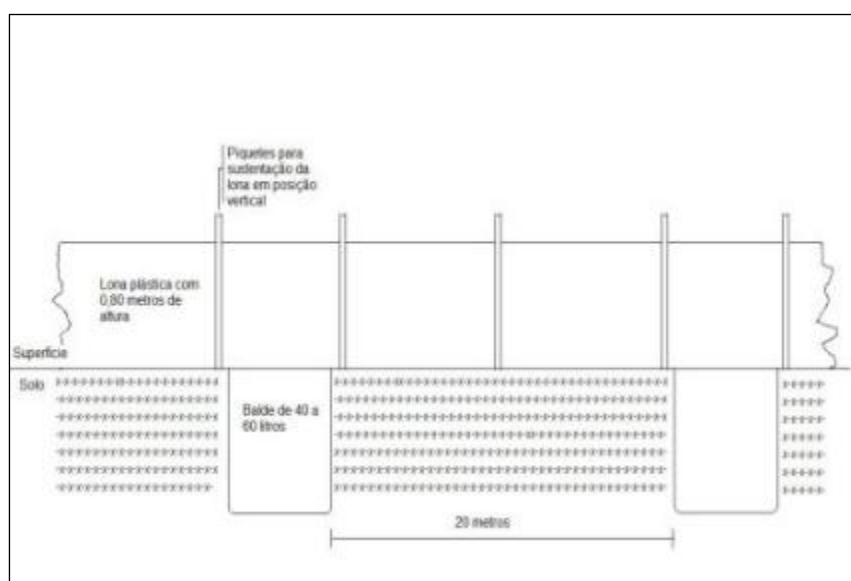 Piquetes para
sustentação da
lona em posição
vertical
Lona plástica com
0,80 metros de
altura
Superfície
Solo
Balde de 40 a
60 litros
20 metros